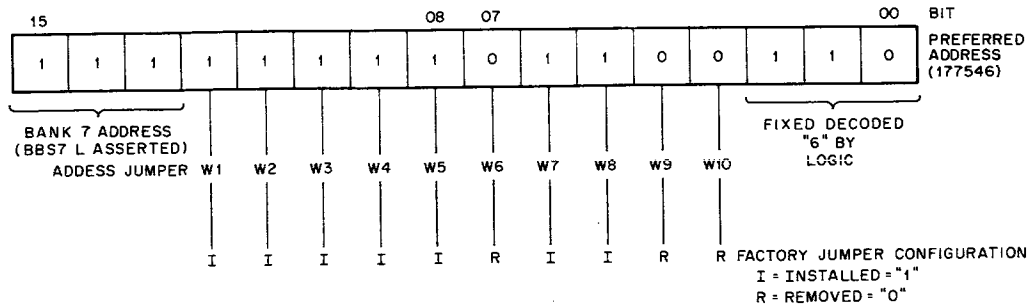 15 08 07 00 BIT
1 1 1 1 1 1 1 1 0 1 1 0 0 1 1 0
PREFERRED
ADDRESS
(177546)
BANK 7 ADDRESS
(BBS7 L ASSERTED)
FIXED DECODED
"6" BY
LOGIC
ADDESS JUMPER W1 W2 W3 W4 W5 W6 W7 W8 W9 W10
I I I I I R I I R R FACTORY JUMPER CONFIGURATION
I = INSTALLED = "1"
R = REMOVED = "0"